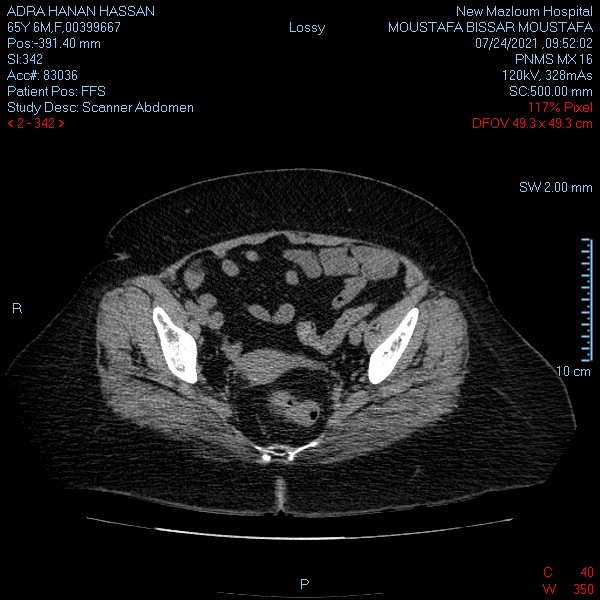 ADRA HANAN HASSAN
65Y 6M,F,00399667
Pos:-391.40 mm
SI:342
Acc#: 83036
Patient Pos: FFS
Study Desc: Scanner Abdomen
< 2 - 342 >
Lossy
New Mazloum Hospital
MOUSTAFA BISSAR MOUSTAFA
07/24/2021 ,09:52:02
PNMS MX 16
120kV, 328mAs
SC:500.00 mm
117% Pixel
DFOV 49.3 x 49.3 cm
SW 2.00 mm
R
10 cm
P
C 40
W 350